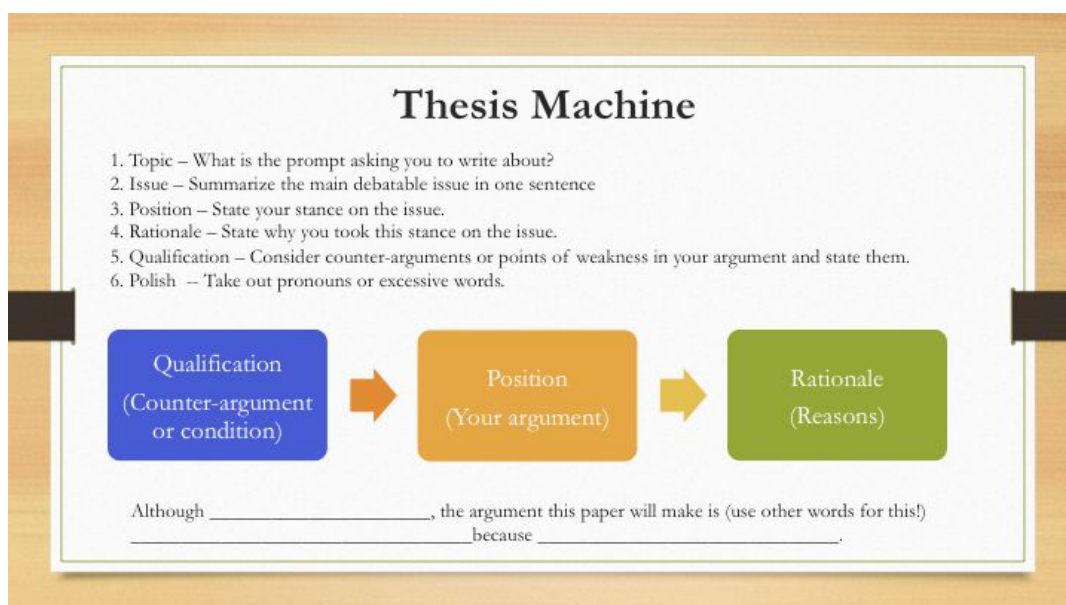 Thesis Machine
1. Topic – What is the prompt asking you to write about?
2. Issue – Summarize the main debatable issue in one sentence
3. Position – State your stance on the issue.
4. Rationale – State why you took this stance on the issue.
5. Qualification – Consider counter-arguments or points of weakness in your argument and state them.
6. Polish -- Take out pronouns or excessive words.
Qualification
(Counter-argument
or condition)
Position
(Your argument)
Rationale
(Reasons)
Although ______________________, the argument this paper will make is (use other words for this!)
__________________________________because ______________________________.